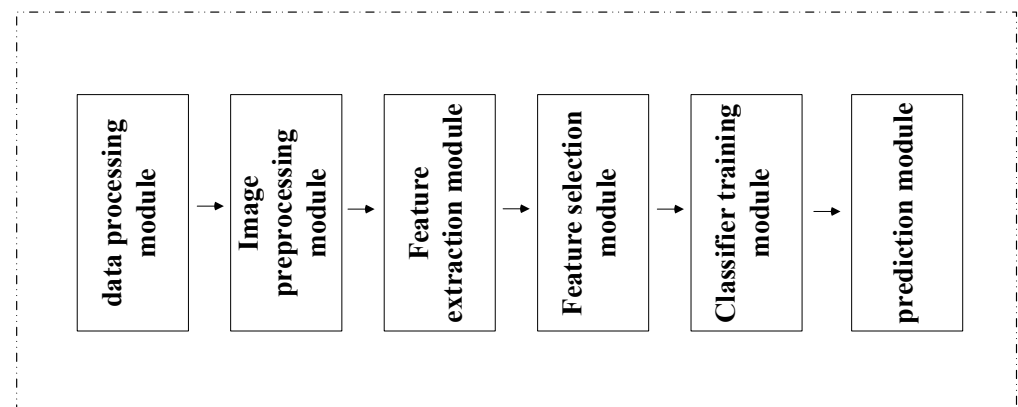 data processing
module
Image
preprocessing
module
Feature
extraction module
Feature selection
module
Classifier training
module
prediction module